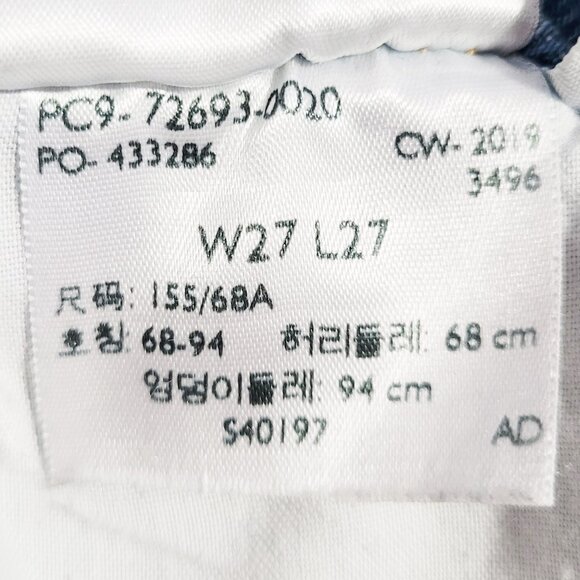 PC9- 72693-0020
PO- 433286 CW- 2019
3496
W27 L27
尺码: 155/68A
호칭: 68-94 허리둘레: 68 cm
엉덩이둘레: 94 cm
S40197 AD